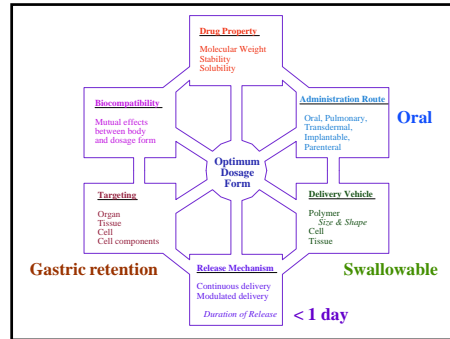 Drug Property
Molecular Weight
Stability
Solubility
Biocompatibility
Mutual effects
between body
and dosage form
Administration Route
Oral, Pulmonary,
Transdermal,
Implantable,
Parenteral
Oral
Optimum
Dosage
Form
Targeting
Organ
Tissue
Cell
Cell components
Gastric retention
Delivery Vehicle
Polymer
Size & Shape
Cell
Tissue
Swallowable
Release Mechanism
Continuous delivery
Modulated delivery
Duration of Release
< 1 day